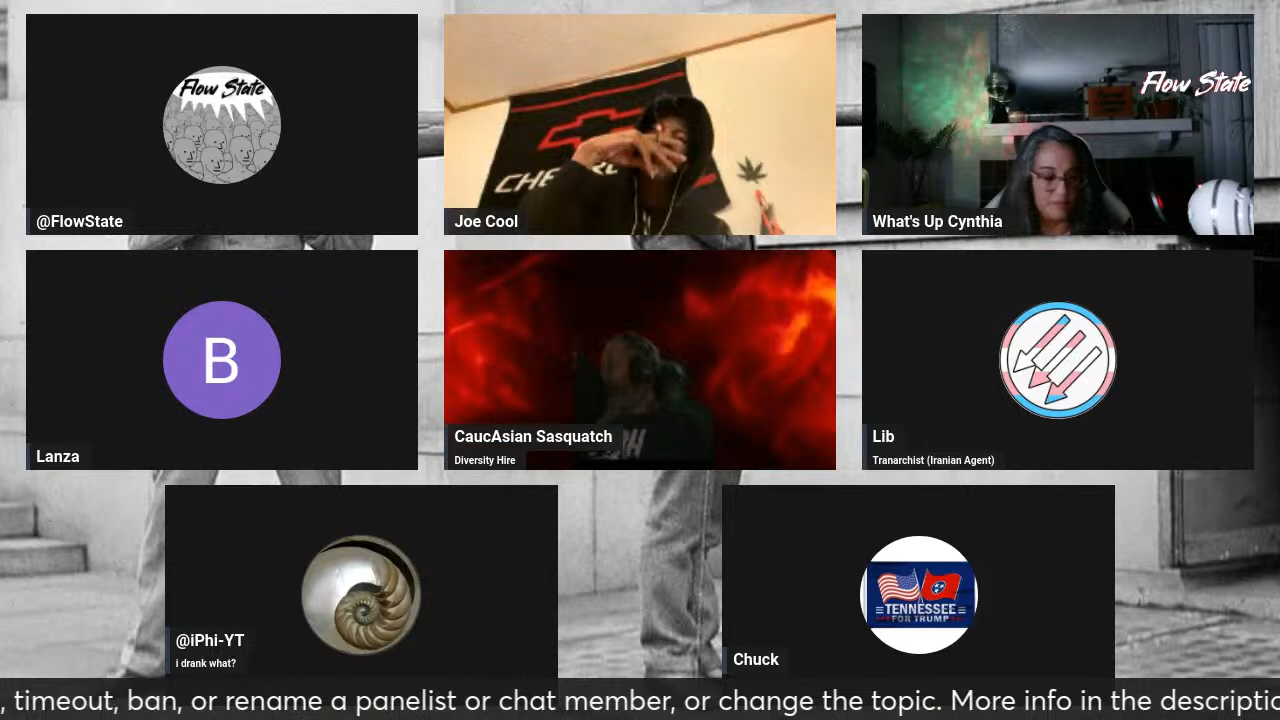 Flow State
@FlowState
CHE
Joe Cool
Flow State
What's Up Cynthia
B
Lanza
CaucAsian Sasquatch
Diversity Hire
Lib
Tranarchist (Iranian Agent)
@iPhi-YT
i drank what?
TENNESSEE
FOR TRUMP
Chuck
, timeout, ban, or rename a panelist or chat member, or change the topic. More info in the descriptio